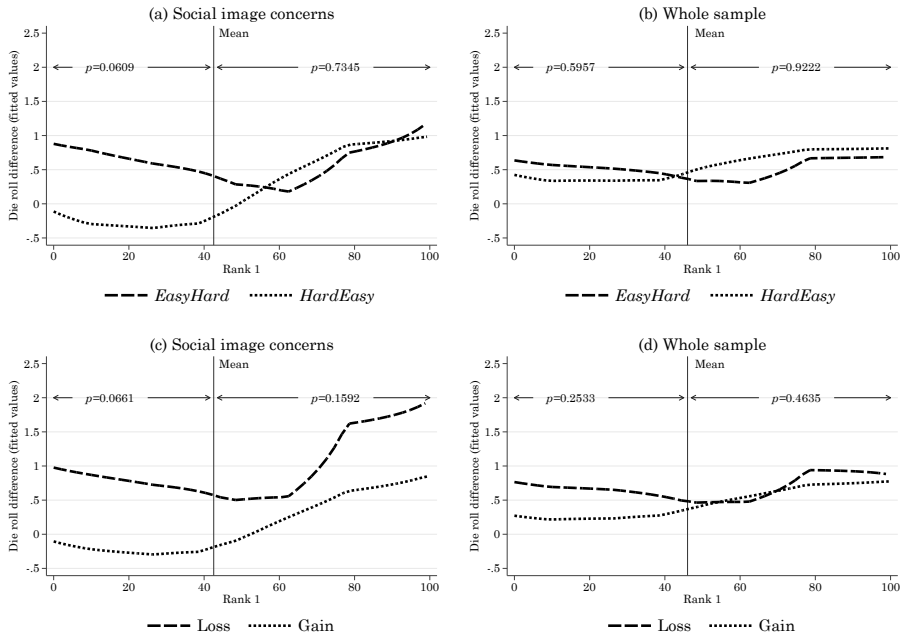 (a) Social image concerns
Mean
2.5
2
1.5
1
.5
0
-.5
Die roll difference (fitted values)
p=0.0609
p=0.7345
0 20 40 60 80 100
Rank 1
EasyHard HardEasy
(b) Whole sample
Mean
2.5
2
1.5
1
.5
0
-.5
Die roll difference (fitted values)
p=0.5957
p=0.9222
0 20 40 60 80 100
Rank 1
EasyHard HardEasy
(c) Social image concerns
Mean
2.5
2
1.5
1
.5
0
-.5
Die roll difference (fitted values)
p=0.0661
p=0.1592
0 20 40 60 80 100
Rank 1
Loss Gain
(d) Whole sample
Mean
2.5
2
1.5
1
.5
0
-.5
Die roll difference (fitted values)
p=0.2533
p=0.4635
0 20 40 60 80 100
Rank 1
Loss Gain